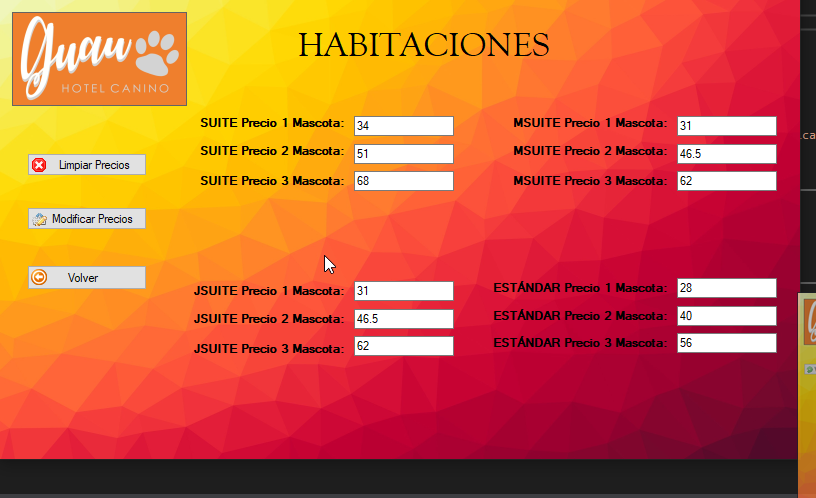 Guau
HOTEL CANINO
HABITACIONES
SUITE Precio 1 Mascota: 34
SUITE Precio 2 Mascota: 51
SUITE Precio 3 Mascota: 68
MSUITE Precio 1 Mascota: 31
MSUITE Precio 2 Mascota: 46.5
MSUITE Precio 3 Mascota: 62
Limpiar Precios
Modificar Precios
Volver
JSUITE Precio 1 Mascota: 31
JSUITE Precio 2 Mascota: 46.5
JSUITE Precio 3 Mascota: 62
ESTÁNDAR Precio 1 Mascota: 28
ESTÁNDAR Precio 2 Mascota: 40
ESTÁNDAR Precio 3 Mascota: 56
.ca